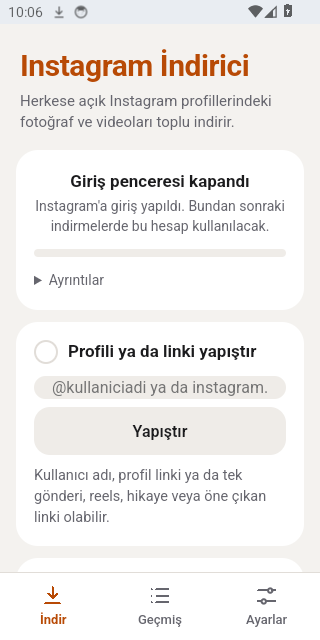 10:06
Instagram İndirici
Herkese açık Instagram profillerindeki
fotoğraf ve videoları toplu indirir.
Giriş penceresi kapandı
Instagram'a giriş yapıldı. Bundan sonraki
indirmelerde bu hesap kullanılacak.
Ayrıntılar
Profili ya da linki yapıştır
@kullaniciadi ya da instagram.
Yapıştır
Kullanıcı adı, profil linki ya da tek
gönderi, reels, hikaye veya öne çıkan
linki olabilir.
İndir
Geçmiş
Ayarlar